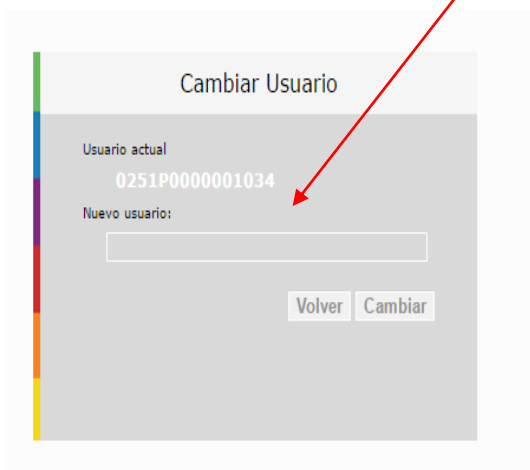 Cambiar Usuario
Usuario actual
0251P0000001034
Nuevo usuario:
Volver Cambiar